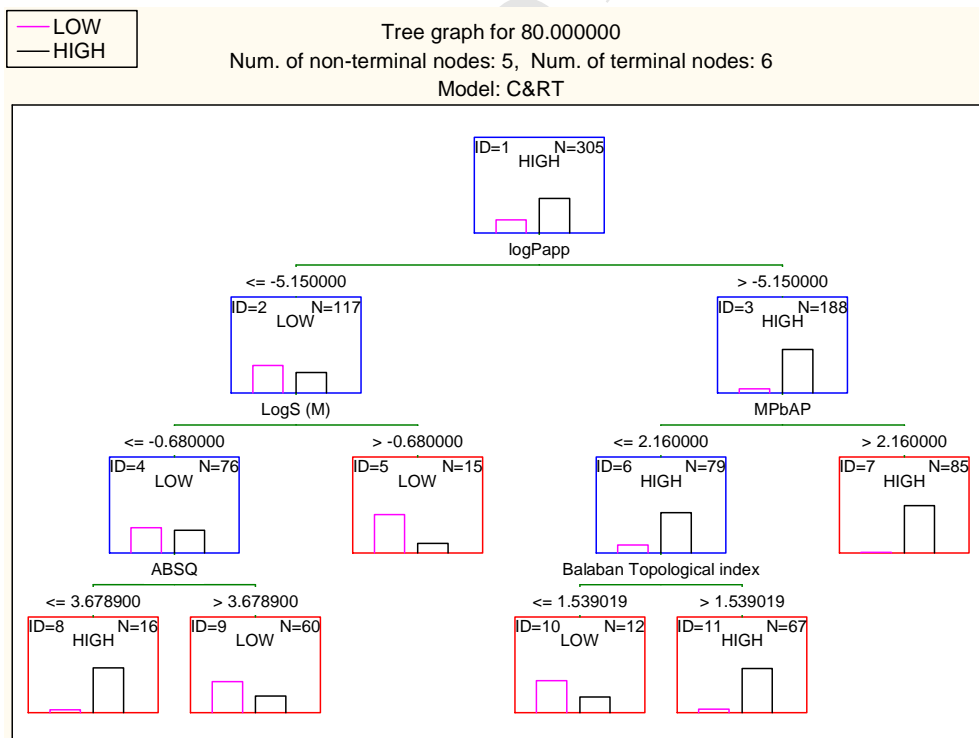 LOW
HIGH
Tree graph for 80.000000
Num. of non-terminal nodes: 5, Num. of terminal nodes: 6
Model: C&RT
ID=1 N=305
HIGH
logPapp
<= -5.150000 > -5.150000
ID=2 N=117 ID=3 N=188
LOW HIGH
LogS (M) MPbAP
<= -0.680000 > -0.680000 <= 2.160000 > 2.160000
ID=4 N=76 ID=5 N=15 ID=6 N=79 ID=7 N=85
LOW LOW HIGH HIGH
ABSQ Balaban Topological index
<= 3.678900 > 3.678900 <= 1.539019 > 1.539019
ID=8 N=16 ID=9 N=60 ID=10 N=12 ID=11 N=67
HIGH LOW LOW HIGH